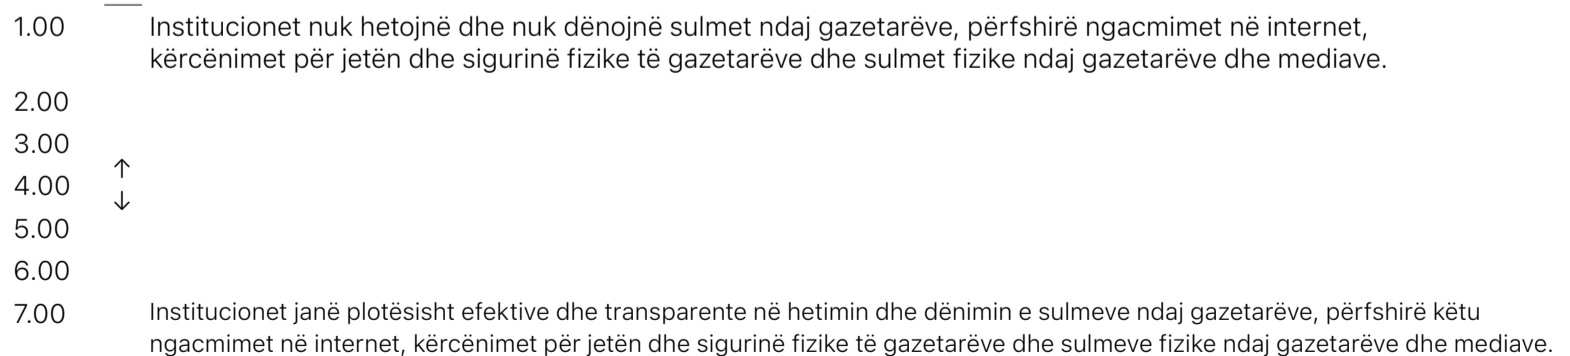 1.00 Institucionet nuk hetojnë dhe nuk dënojnë sulmet ndaj gazetarëve, përfshirë ngacmimet në internet,
kërcënimet për jetën dhe sigurinë fizike të gazetarëve dhe sulmet fizike ndaj gazetarëve dhe mediave.
2.00
3.00
↑
4.00
↓
5.00
6.00
7.00 Institucionet janë plotësisht efektive dhe transparente në hetimin dhe dënimin e sulmeve ndaj gazetarëve, përfshirë këtu
ngacmimet në internet, kërcënimet për jetën dhe sigurinë fizike të gazetarëve dhe sulmeve fizike ndaj gazetarëve dhe mediave.